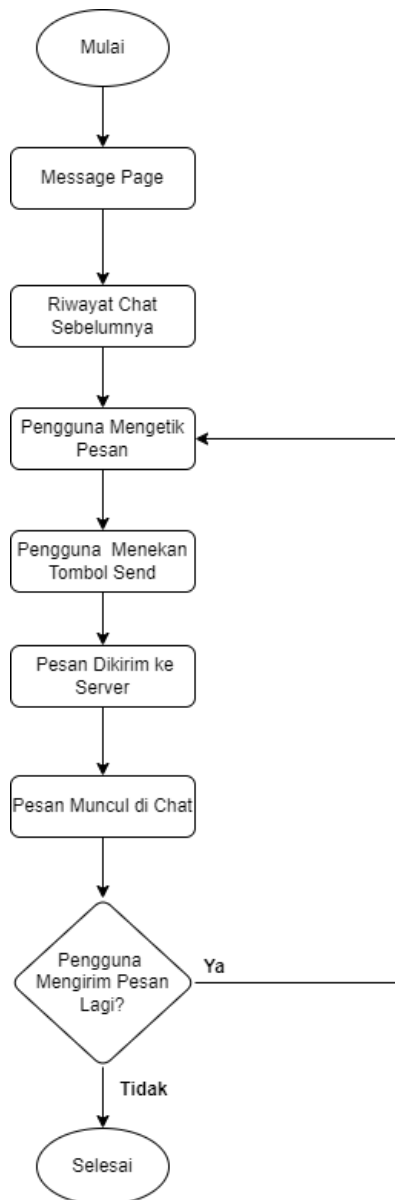 Mulai
Message Page
Riwayat Chat
Sebelumnya
Pengguna Mengetik
Pesan
Pengguna Menekan
Tombol Send
Pesan Dikirim ke
Server
Pesan Muncul di Chat
Pengguna
Mengirim Pesan
Lagi?
Ya
Tidak
Selesai